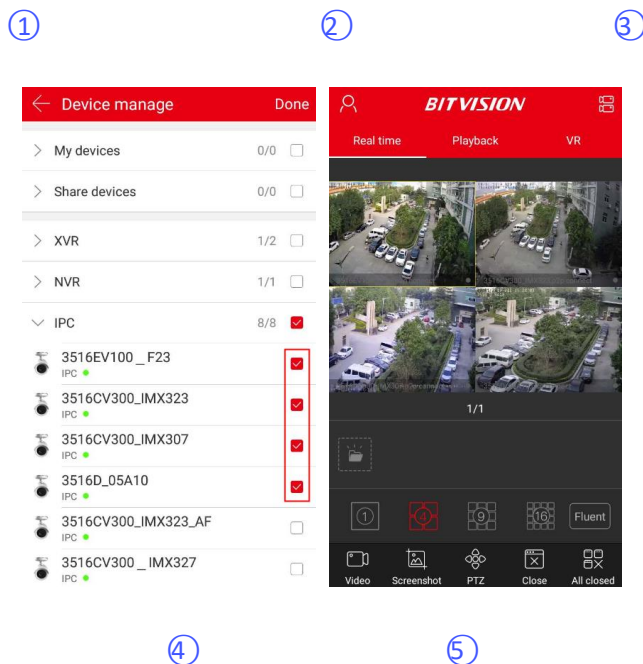 ① ② ③
Device manage Done
My devices 0/0
Share devices 0/0
XVR 1/2
NVR 1/1
IPC 8/8
3516EV100 _ F23
IPC
3516CV300_IMX323
IPC
3516CV300_IMX307
IPC
3516D_05A10
IPC
3516CV300_IMX323_AF
IPC
3516CV300 _ IMX327
IPC
BITVISION
Real time Playback VR
1/1
1 4 9 16 Fluent
Video Screenshot PTZ Close All closed
④ ⑤